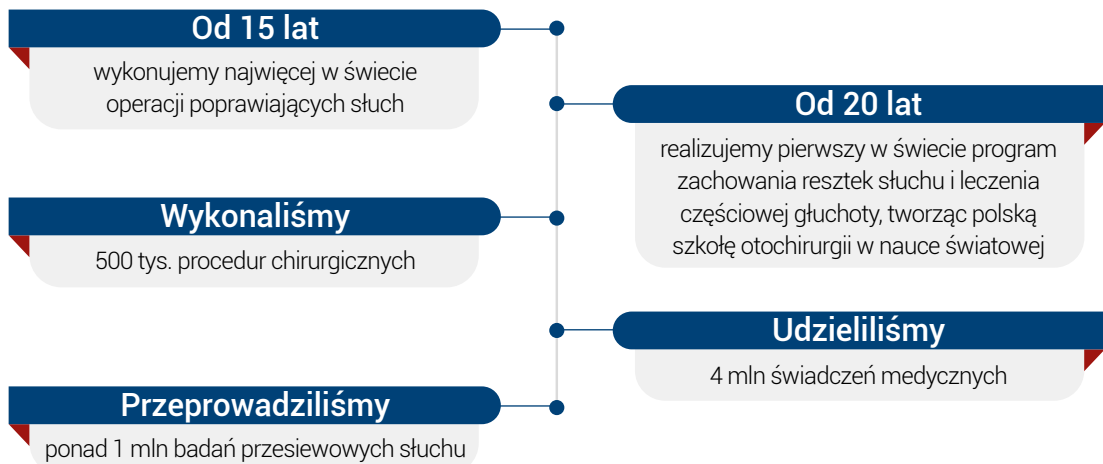 Od 15 lat
wykonujemy najwięcej w świecie
operacji poprawiających słuch
Od 20 lat
realizujemy pierwszy w świecie program
zachowania resztek słuchu i leczenia
częściowej głuchoty, tworząc polską
szkołę otochirurgii w nauce światowej
Wykonaliśmy
500 tys. procedur chirurgicznych
Udzieliliśmy
4 mln świadczeń medycznych
Przeprowadziliśmy
ponad 1 mln badań przesiewowych słuchu